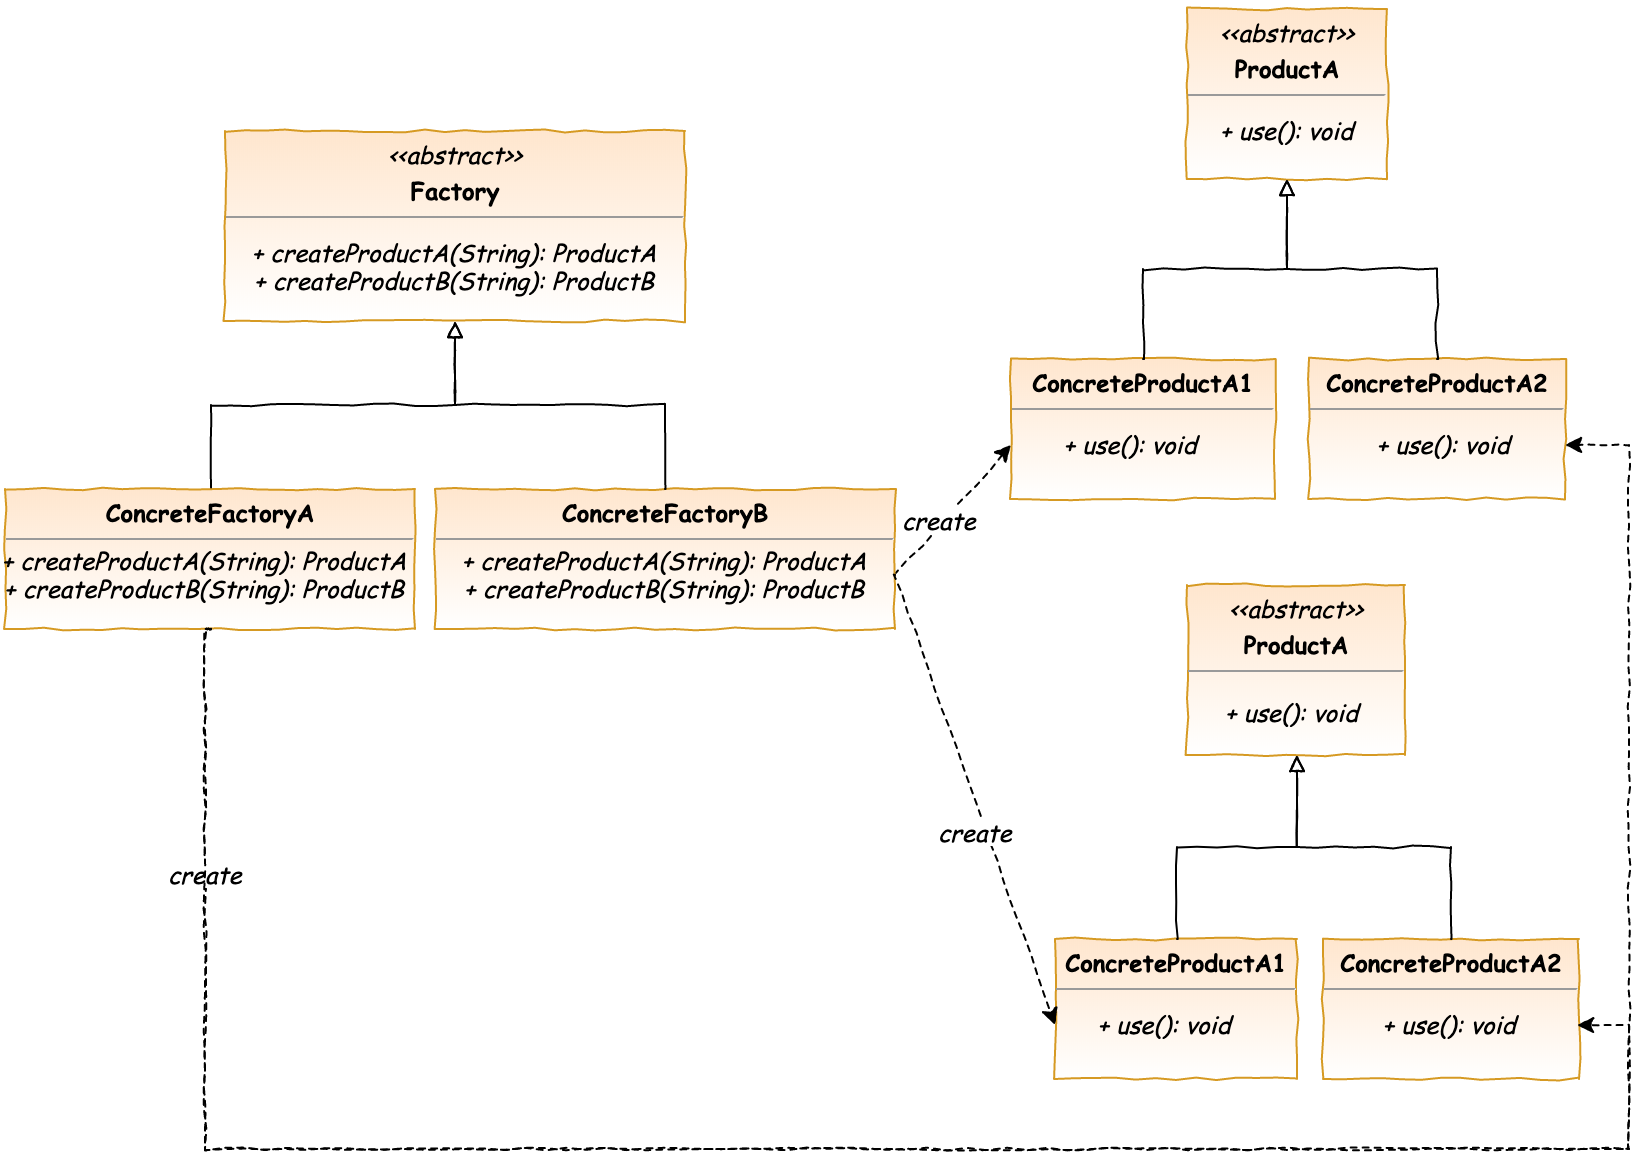 <<abstract>>
ProductA
+ use(): void
<<abstract>>
Factory
+ createProductA(String): ProductA
+ createProductB(String): ProductB
ConcreteProductA1
+ use(): void
ConcreteProductA2
+ use(): void
ConcreteFactoryA
+ createProductA(String): ProductA
+ createProductB(String): ProductB
ConcreteFactoryB
+ createProductA(String): ProductA
+ createProductB(String): ProductB
create
<<abstract>>
ProductA
+ use(): void
create
create
ConcreteProductA1
+ use(): void
ConcreteProductA2
+ use(): void